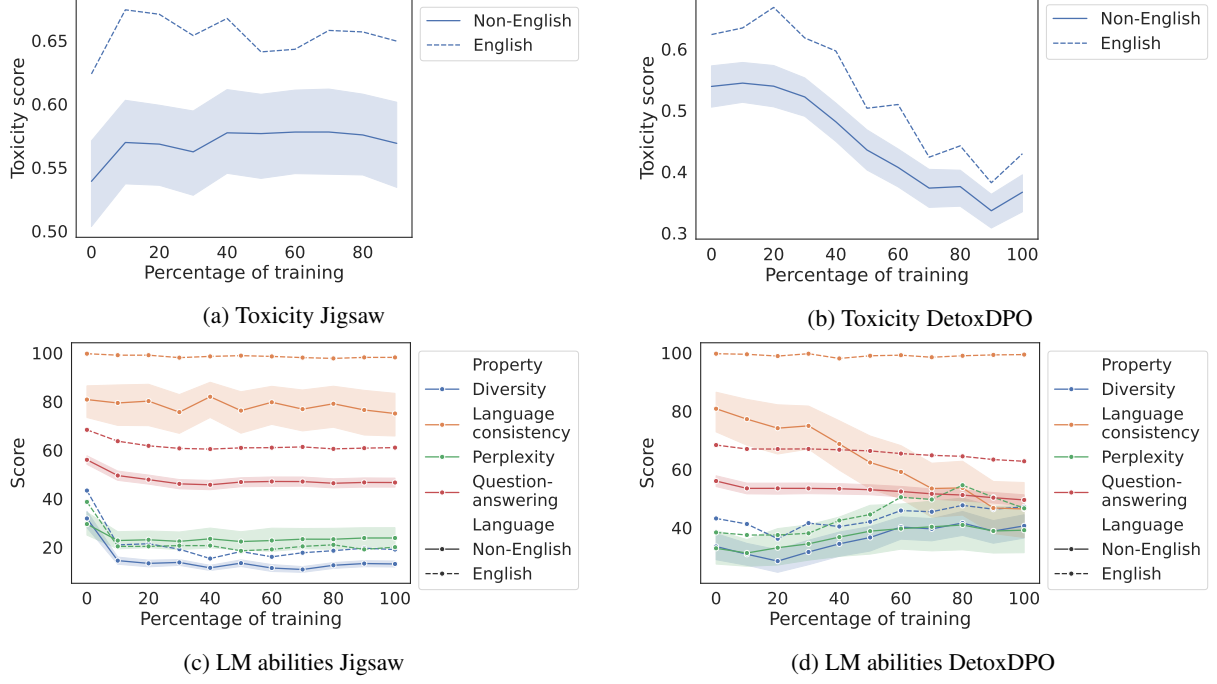 Toxicity score
0.65
0.60
0.55
0.50
0
20
40
60
80
Percentage of training
Non-English
English
(a) Toxicity Jigsaw
Toxicity score
0.6
0.5
0.4
0.3
0
20
40
60
80
100
Percentage of training
Non-English
English
(b) Toxicity DetoxDPO
Score
100
80
60
40
20
0
20
40
60
80
100
Percentage of training
Property
Diversity
Language
consistency
Perplexity
Question-
answering
Language
Non-English
English
(c) LM abilities Jigsaw
Score
100
80
60
40
0
20
40
60
80
100
Percentage of training
Property
Diversity
Language
consistency
Perplexity
Question-
answering
Language
Non-English
English
(d) LM abilities DetoxDPO